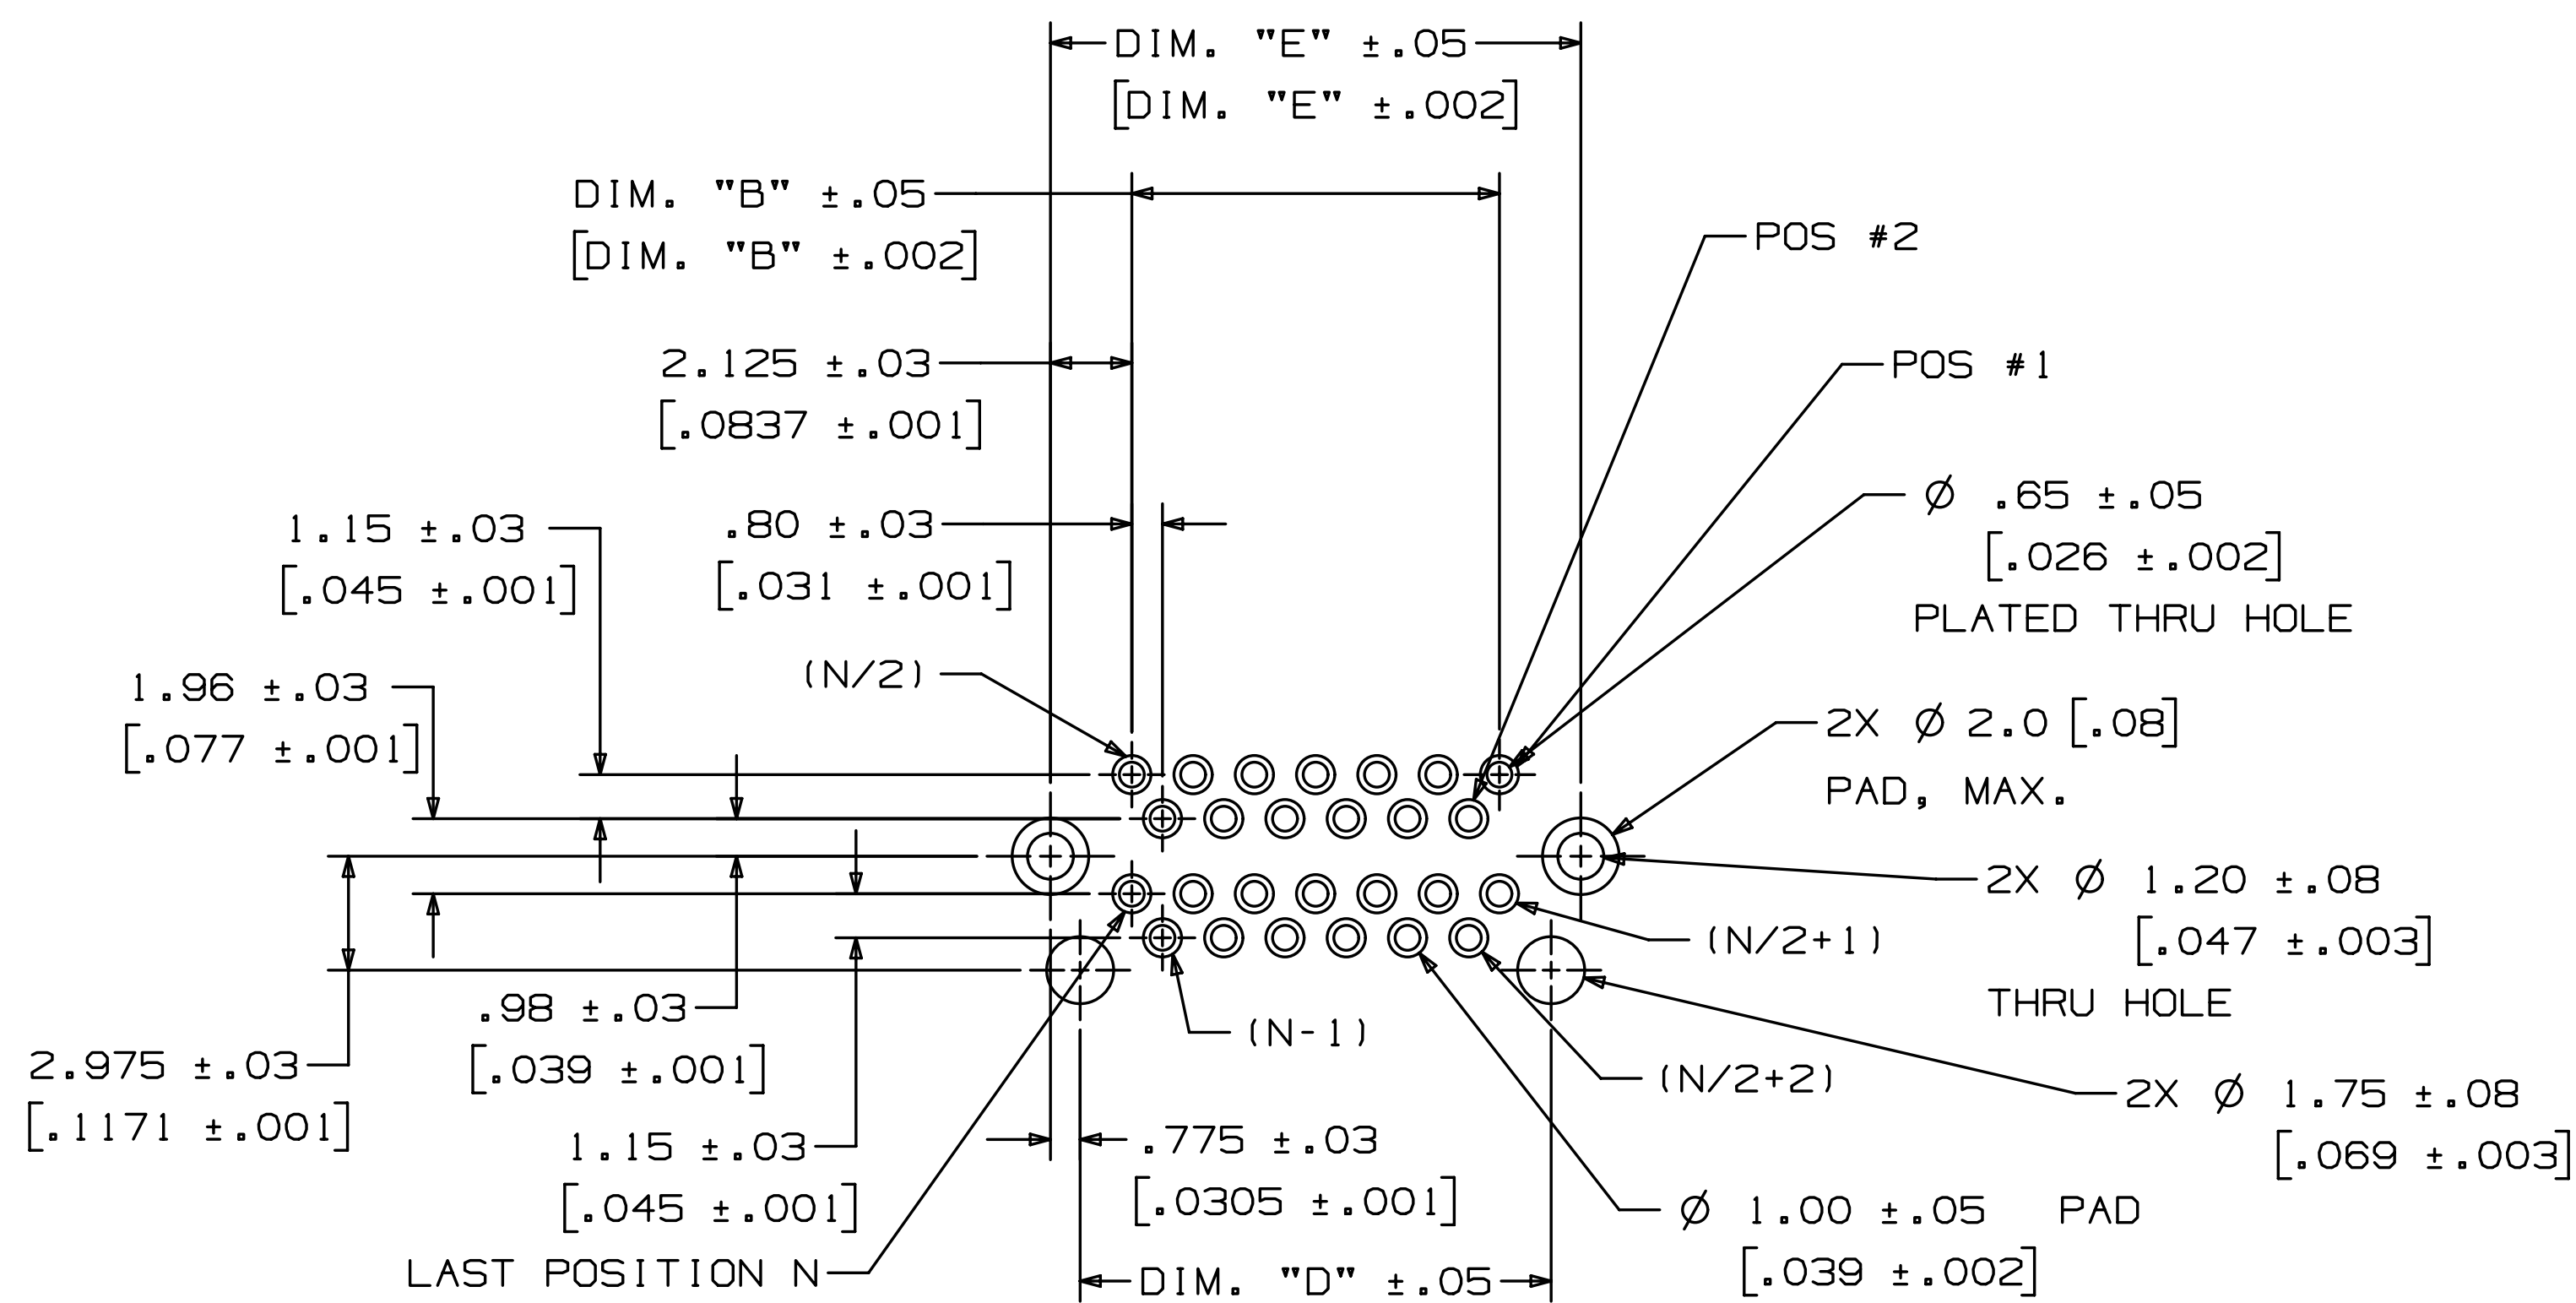 DIM. "E" ±.05
[DIM. "E" ±.002]
DIM. "B" ±.05
[DIM. "B" ±.002]
POS #2
2.125 ±.03
[.0837 ±.001]
POS #1
1.15 ±.03
[.045 ±.001]
.80 ±.03
[.031 ±.001]
Ø .65 ±.05
[.026 ±.002]
PLATED THRU HOLE
(N/2)
1.96 ±.03
[.077 ±.001]
2X Ø 2.0 [.08]
PAD, MAX.
2X Ø 1.20 ±.08
[.047 ±.003]
THRU HOLE
(N/2+1)
.98 ±.03
[.039 ±.001]
(N-1)
2.975 ±.03
[.1171 ±.001]
(N/2+2)
2X Ø 1.75 ±.08
[.069 ±.003]
1.15 ±.03
[.045 ±.001]
.775 ±.03
[.0305 ±.001]
Ø 1.00 ±.05 PAD
[.039 ±.002]
LAST POSITION N
DIM. "D" ±.05